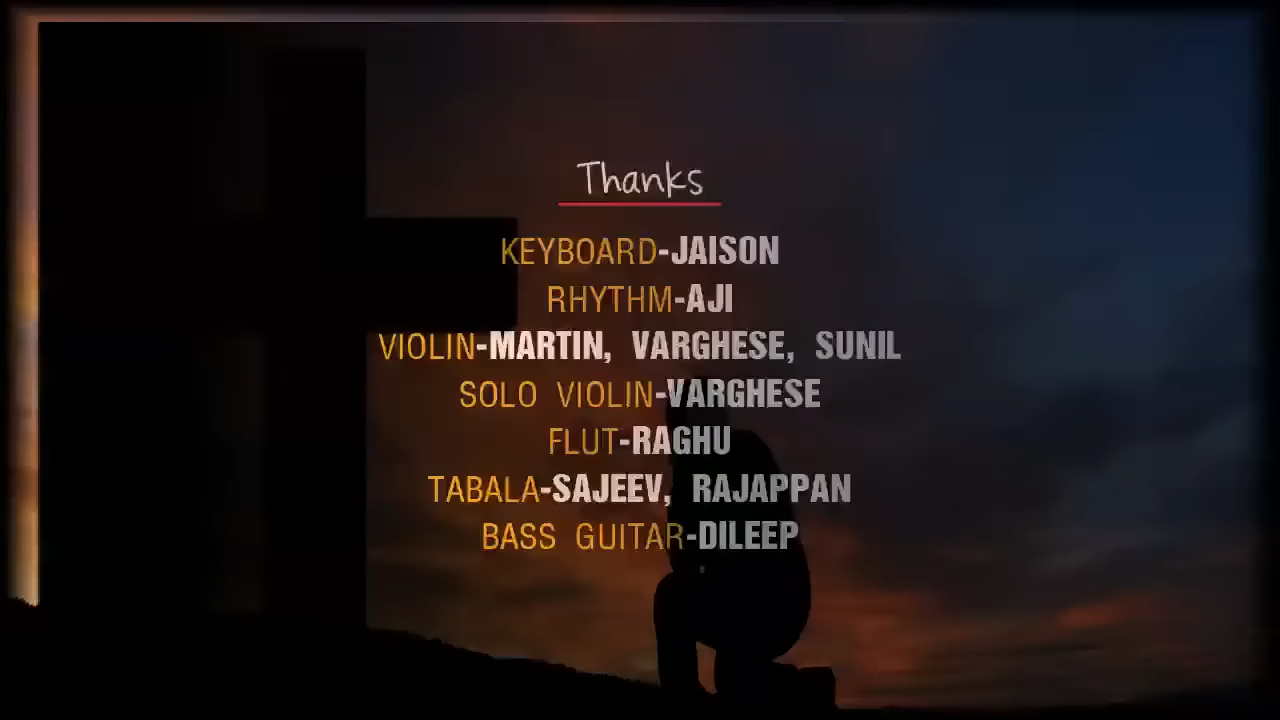 Thanks
KEYBOARD-JAISON
RHYTHM-AJI
VIOLIN-MARTIN, VARGHESE, SUNIL
SOLO VIOLIN-VARGHESE
FLUT-RAGHU
TABALA-SAJEEV, RAJAPPAN
BASS GUITAR-DILEEP